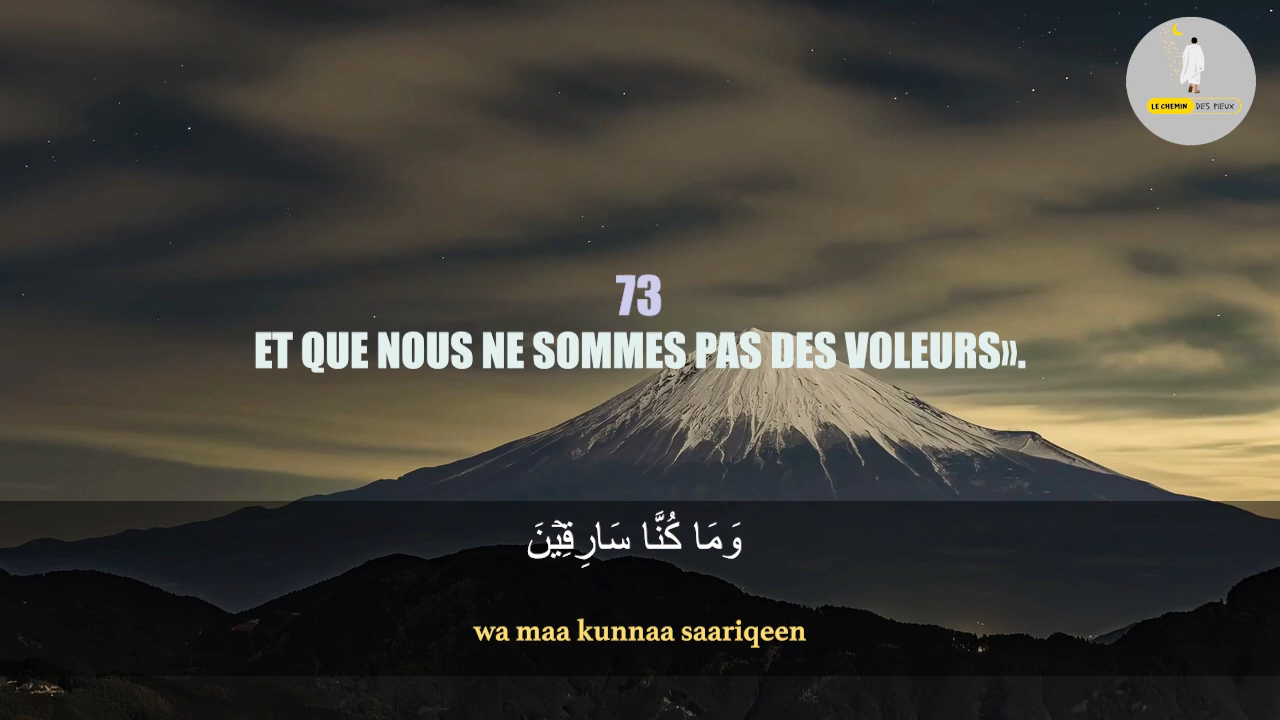 LE CHEMIN DES PIEUX
73
ET QUE NOUS NE SOMMES PAS DES VOLEURS».
وَمَا كُنَّا سَارِقِيْنَ
wa maa kunnaa saariqeen